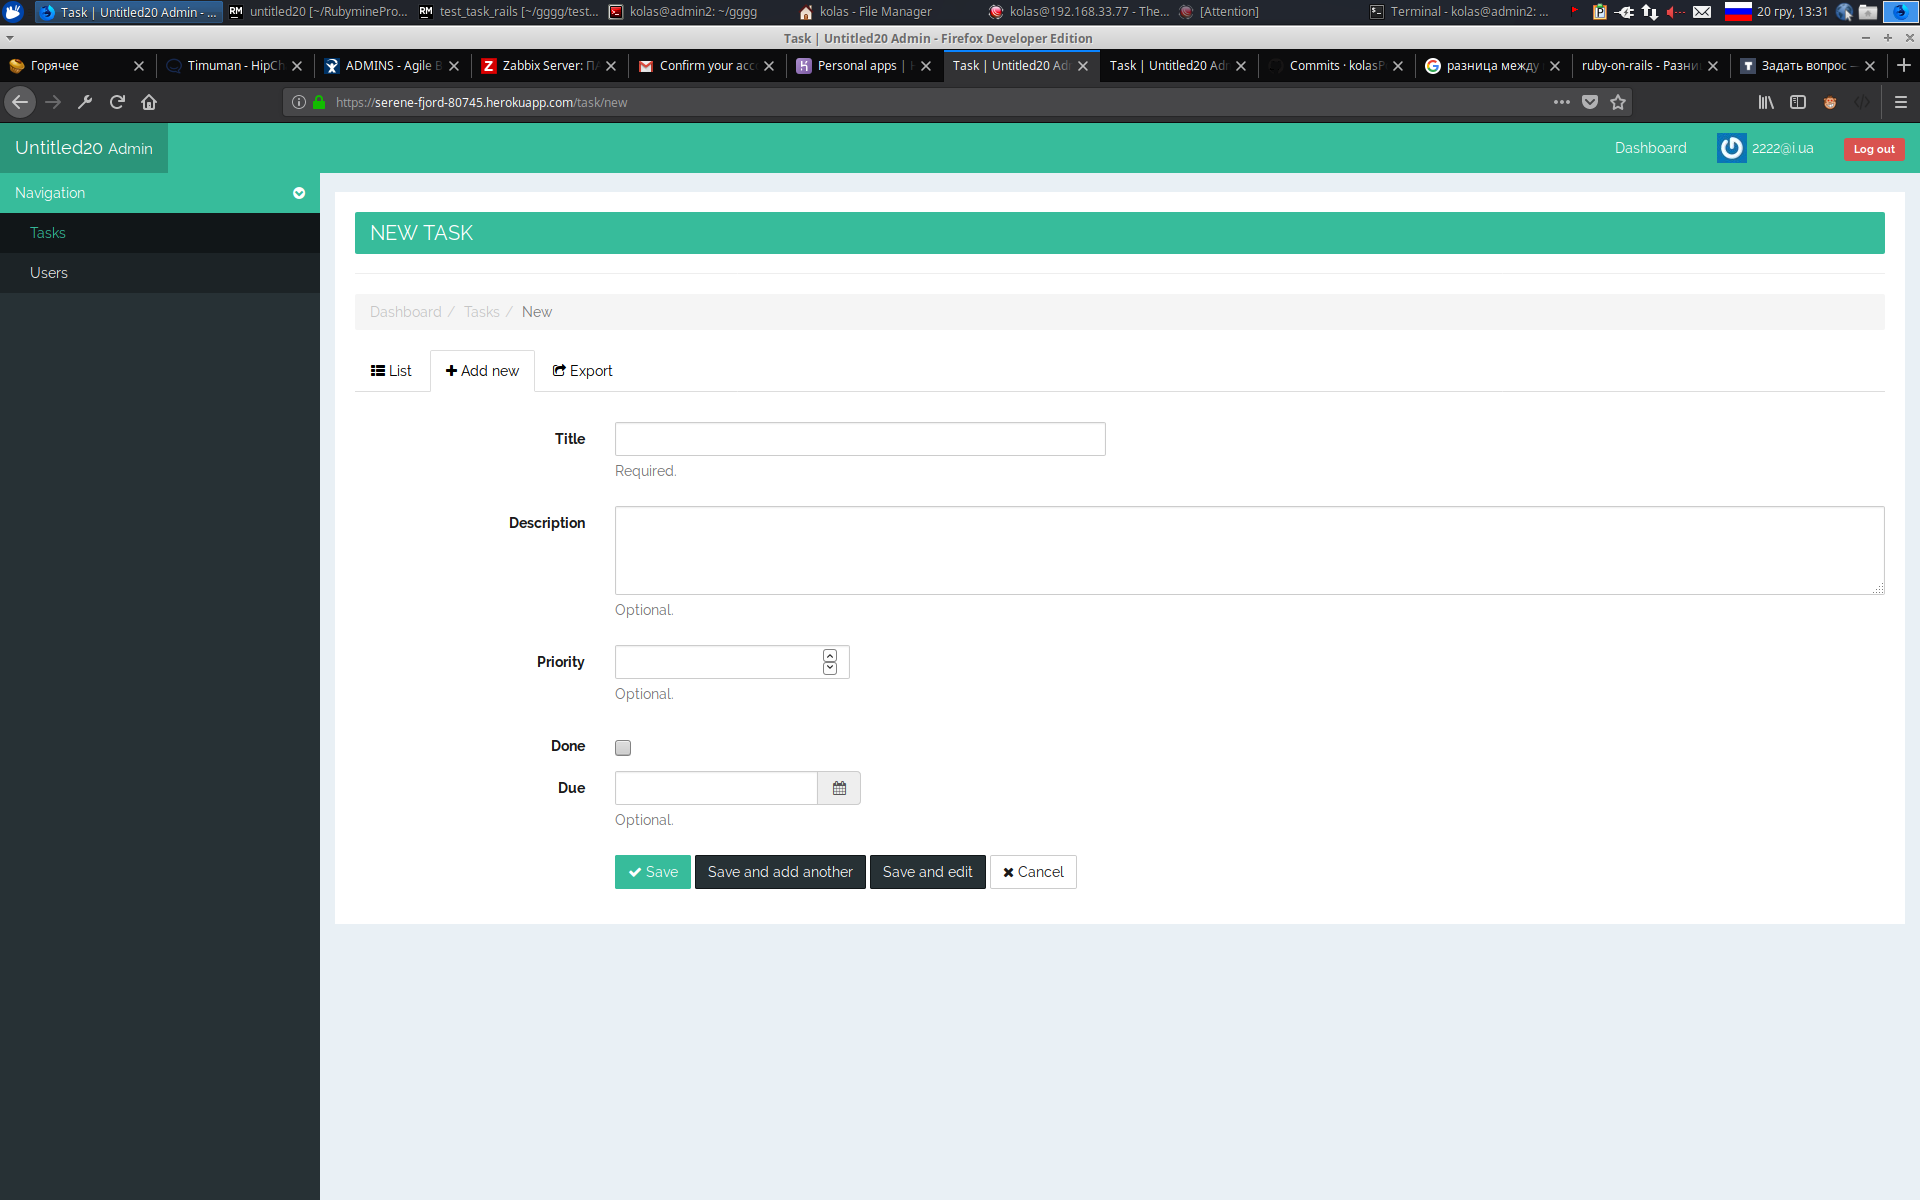 Task | Untitled20 Admin - ... untitled20 [~/RubyminePro... test_task_rails [~/gggg/test... kolas@admin2: ~/gggg kolas - File Manager kolas@192.168.33.77 - The... [Attention] Terminal - kolas@admin2: ... 20 гру, 13:31
Task | Untitled20 Admin - Firefox Developer Edition
Горячее Timuman - HipCh ADMINS - Agile B Zabbix Server: ПА Confirm your acc Personal apps | Task | Untitled20 Ad Task | Untitled20 Adm Commits · kolasP разница между ruby-on-rails - Разни Задать вопрос —
https://serene-fjord-80745.herokuapp.com/task/new
Untitled20 Admin
Dashboard 2222@i.ua Log out
Navigation
Tasks
Users
NEW TASK
Dashboard / Tasks / New
List Add new Export
Title
Required.
Description
Optional.
Priority
Optional.
Done
Due
Optional.
Save Save and add another Save and edit Cancel